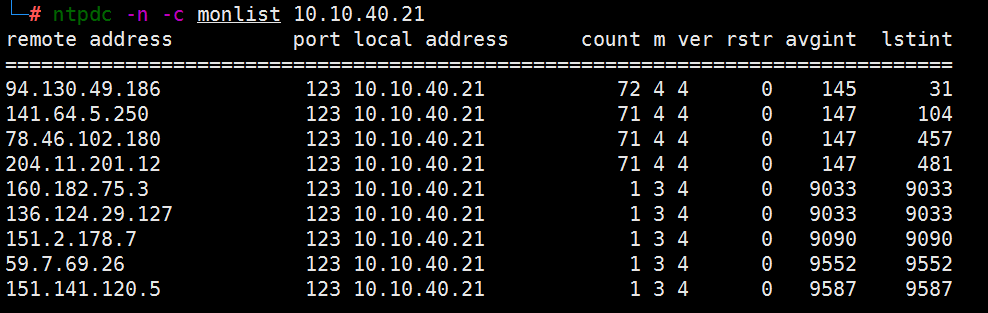 └─# ntpdc -n -c monlist 10.10.40.21
remote address          port local address      count m ver rstr avgint  lstint
===============================================================================
94.130.49.186            123 10.10.40.21           72 4 4      0    145      31
141.64.5.250             123 10.10.40.21           71 4 4      0    147     104
78.46.102.180            123 10.10.40.21           71 4 4      0    147     457
204.11.201.12            123 10.10.40.21           71 4 4      0    147     481
160.182.75.3             123 10.10.40.21            1 3 4      0   9033    9033
136.124.29.127           123 10.10.40.21            1 3 4      0   9033    9033
151.2.178.7              123 10.10.40.21            1 3 4      0   9090    9090
59.7.69.26               123 10.10.40.21            1 3 4      0   9552    9552
151.141.120.5            123 10.10.40.21            1 3 4      0   9587    9587